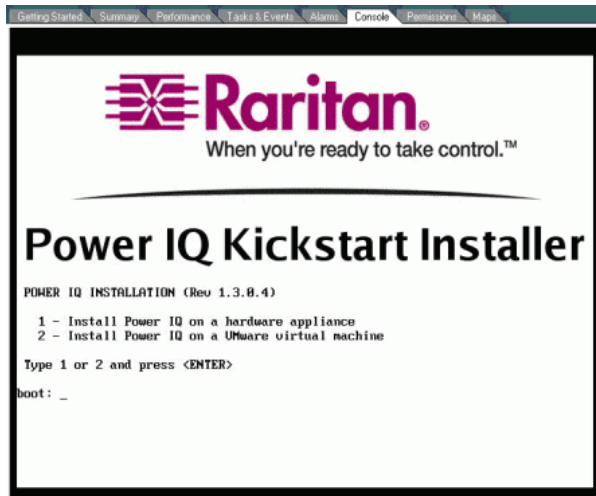 Getting Started Summary Performance Tasks & Events Alarms Console Permissions Maps
Raritan.®
When you're ready to take control.™
Power IQ Kickstart Installer
POWER IQ INSTALLATION (Rev 1.3.0.4)
1 - Install Power IQ on a hardware appliance
2 - Install Power IQ on a VMware virtual machine
Type 1 or 2 and press <ENTER>
boot: _